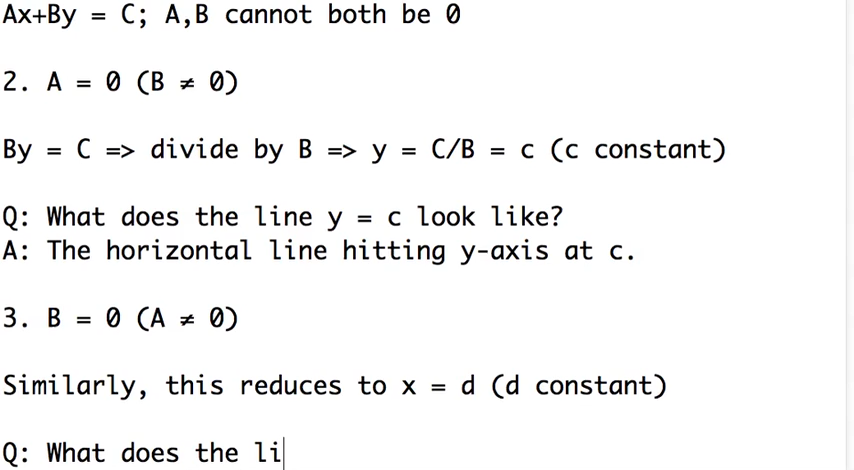 Ax+By = C; A,B cannot both be 0
2. A = 0 (B ≠ 0)
By = C => divide by B => y = C/B = c (c constant)
Q: What does the line y = c look like?
A: The horizontal line hitting y-axis at c.
3. B = 0 (A ≠ 0)
Similarly, this reduces to x = d (d constant)
Q: What does the li